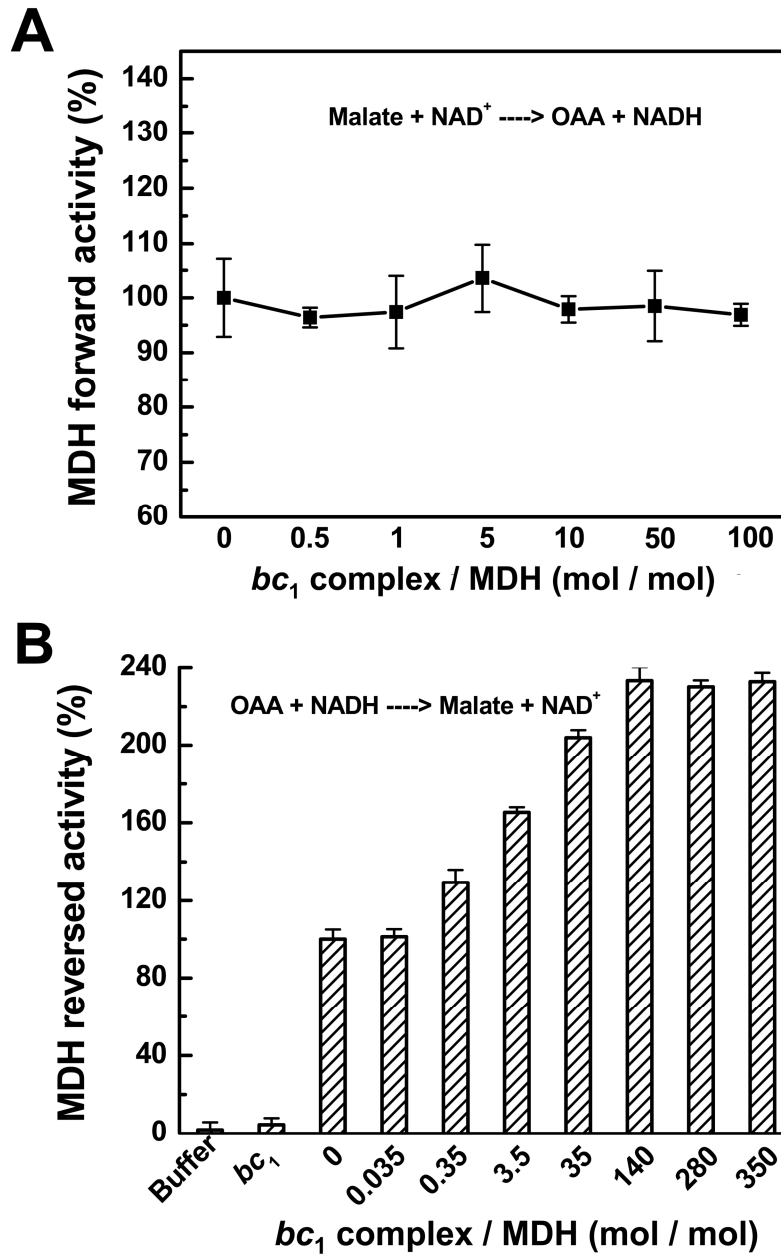 A
MDH forward activity (%)
140
130
120
110
100
90
80
70
60
Malate + NAD⁺ ----> OAA + NADH
0 0.5 1 5 10 50 100
bc₁ complex / MDH (mol / mol)
B
MDH reversed activity (%)
240
200
160
120
80
40
0
OAA + NADH ----> Malate + NAD⁺
Buffer bc₁ 0 0.035 0.35 3.5 35 140 280 350
bc₁ complex / MDH (mol / mol)